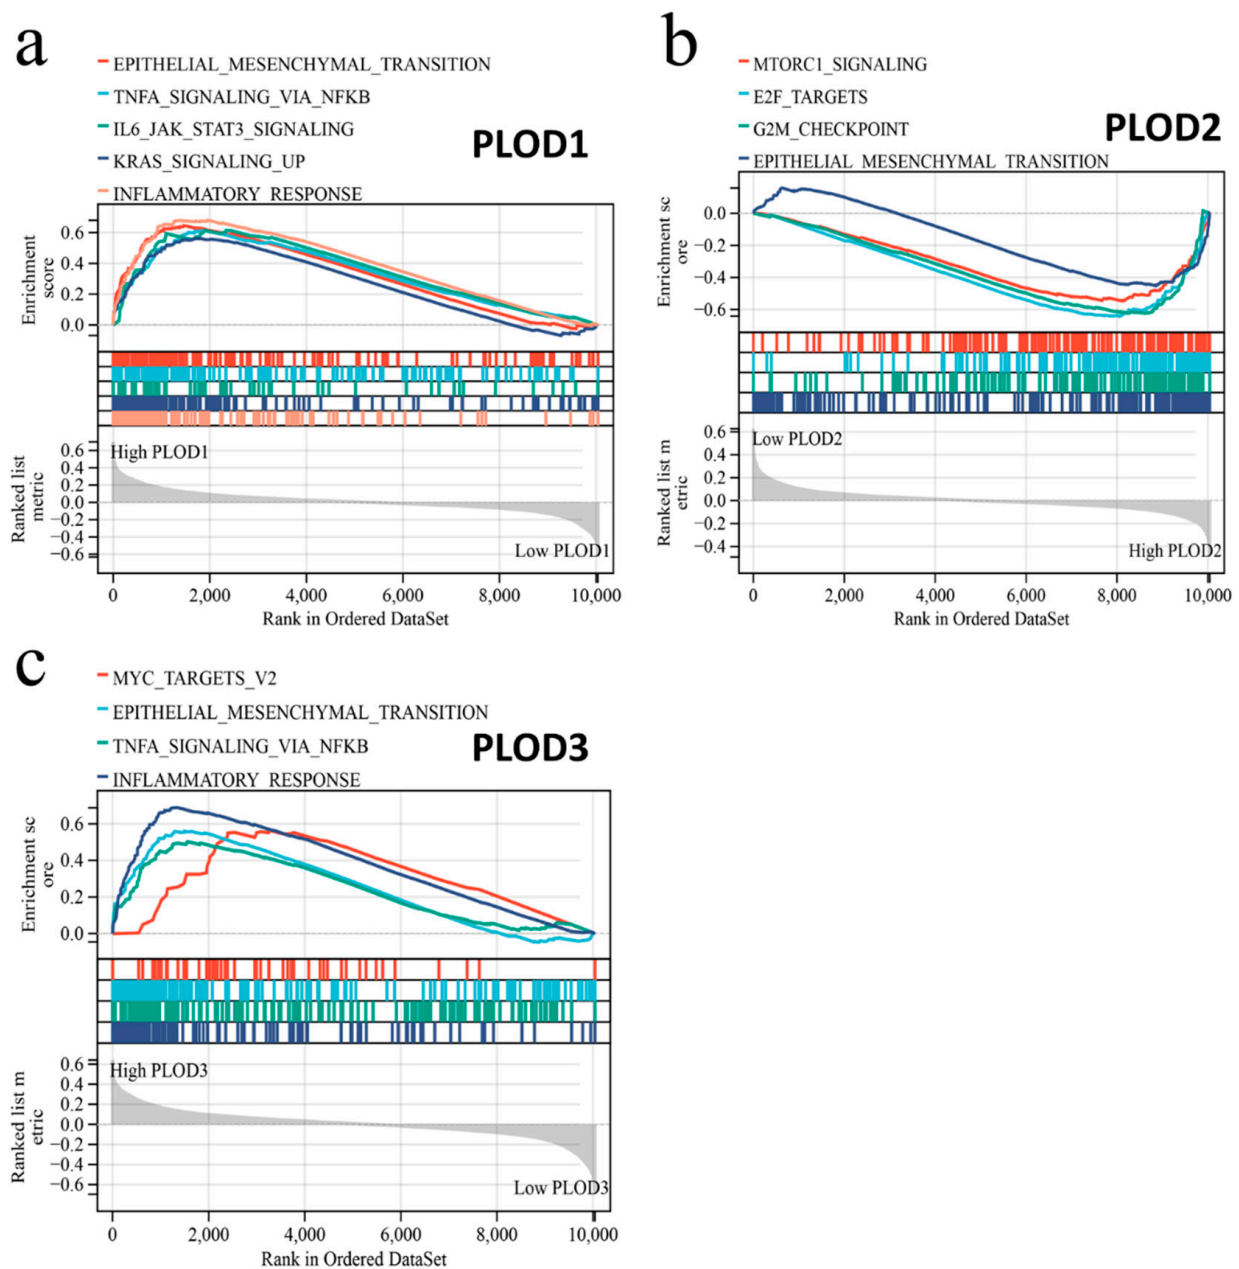 a
EPITHELIAL_MESENCHYMAL_TRANSITION
TNFA_SIGNALING_VIA_NFKB
IL6_JAK_STAT3_SIGNALING
KRAS_SIGNALING_UP
INFLAMMATORY RESPONSE
PLOD1
Enrichment
score
0.6
0.4
0.2
0.0
Ranked list
metric
0.6
0.4
0.2
0.0
−0.2
−0.4
−0.6
High PLOD1
Low PLOD1
0
2,000
4,000
6,000
8,000
10,000
Rank in Ordered DataSet
b
MTORC1_SIGNALING
E2F_TARGETS
G2M_CHECKPOINT
EPITHELIAL MESENCHYMAL TRANSITION
PLOD2
Enrichment sc
ore
0.0
−0.2
−0.4
−0.6
Ranked list m
etric
0.6
0.4
0.2
0.0
−0.2
−0.4
Low PLOD2
High PLOD2
0
2,000
4,000
6,000
8,000
10,000
Rank in Ordered DataSet
c
MYC_TARGETS_V2
EPITHELIAL_MESENCHYMAL_TRANSITION
TNFA_SIGNALING_VIA_NFKB
INFLAMMATORY RESPONSE
PLOD3
Enrichment sc
ore
0.6
0.4
0.2
0.0
Ranked list m
etric
0.6
0.4
0.2
0.0
−0.2
−0.4
−0.6
High PLOD3
Low PLOD3
0
2,000
4,000
6,000
8,000
10,000
Rank in Ordered DataSet